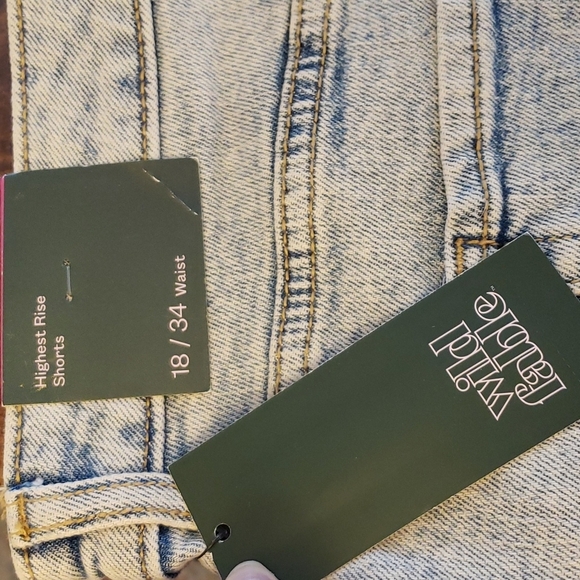 Highest Rise
Shorts
18 / 34 Waist
wild
fable